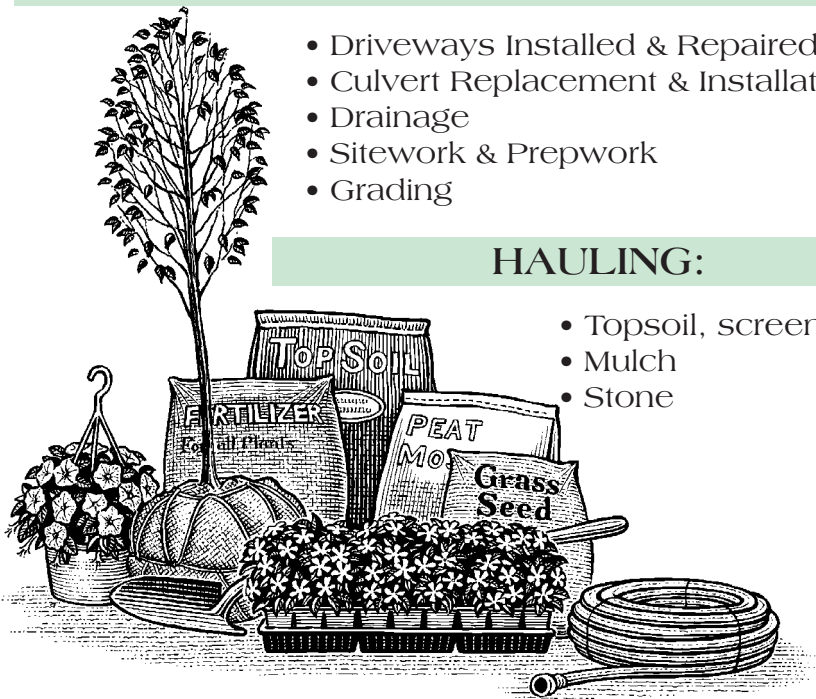 • Driveways Installed & Repaired
• Culvert Replacement & Installat
• Drainage
• Sitework & Prepwork
• Grading
HAULING:
• Topsoil, screen
• Mulch
• Stone
TOP SOIL
FERTILIZER
For all Plants
PEAT
MOS
Grass
Seed